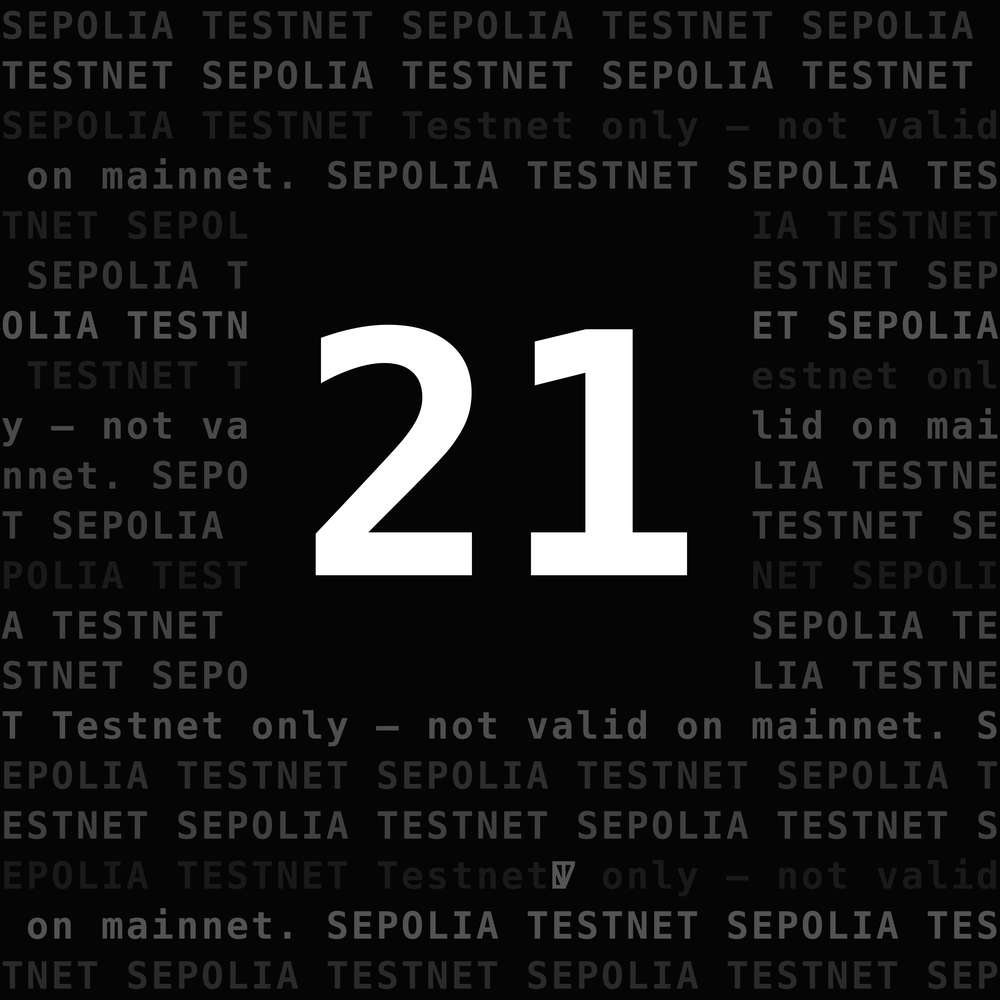 SEPOLIA TESTNET SEPOLIA TESTNET SEPOLIA
TESTNET SEPOLIA TESTNET SEPOLIA TESTNET
SEPOLIA TESTNET Testnet only — not valid
on mainnet. SEPOLIA TESTNET SEPOLIA TES
TNET SEPOL IA TESTNET
SEPOLIA T ESTNET SEP
OLIA TESTN ET SEPOLIA
TESTNET T estnet onl
y — not va lid on mai
nnet. SEPO LIA TESTNE
21
T SEPOLIA TESTNET SE
POLIA TEST NET SEPOLI
A TESTNET SEPOLIA TE
STNET SEPO LIA TESTNE
T Testnet only — not valid on mainnet. S
EPOLIA TESTNET SEPOLIA TESTNET SEPOLIA T
ESTNET SEPOLIA TESTNET SEPOLIA TESTNET S
EPOLIA TESTNET Testnet only — not valid
on mainnet. SEPOLIA TESTNET SEPOLIA TES
TNET SEPOLIA TESTNET SEPOLIA TESTNET SEP